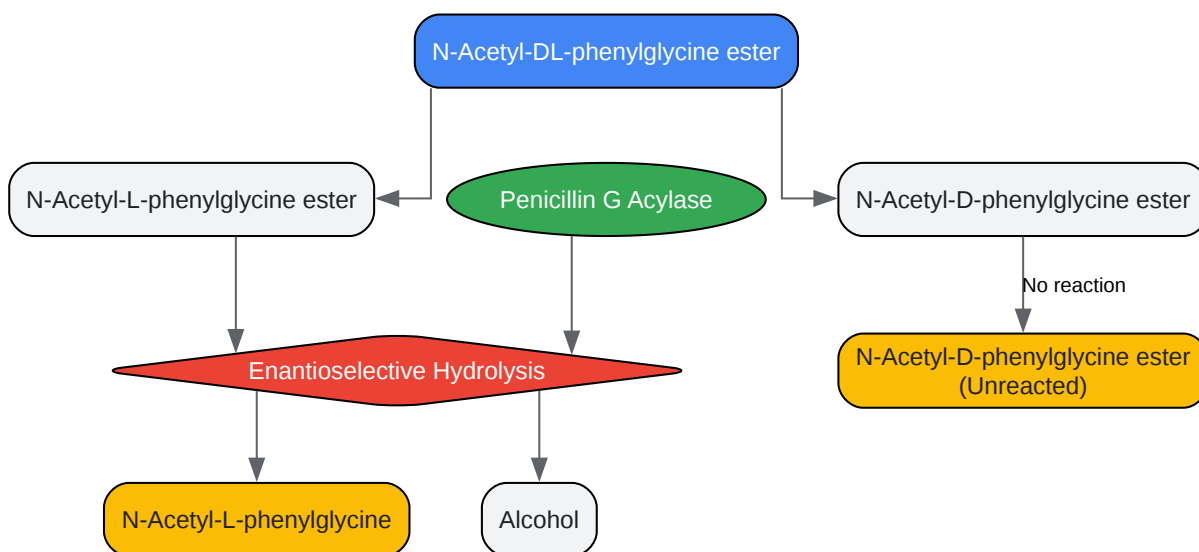 N-Acetyl-DL-phenylglycine ester
N-Acetyl-L-phenylglycine ester
Penicillin G Acylase
N-Acetyl-D-phenylglycine ester
No reaction
Enantioselective Hydrolysis
N-Acetyl-D-phenylglycine ester
(Unreacted)
N-Acetyl-L-phenylglycine
Alcohol